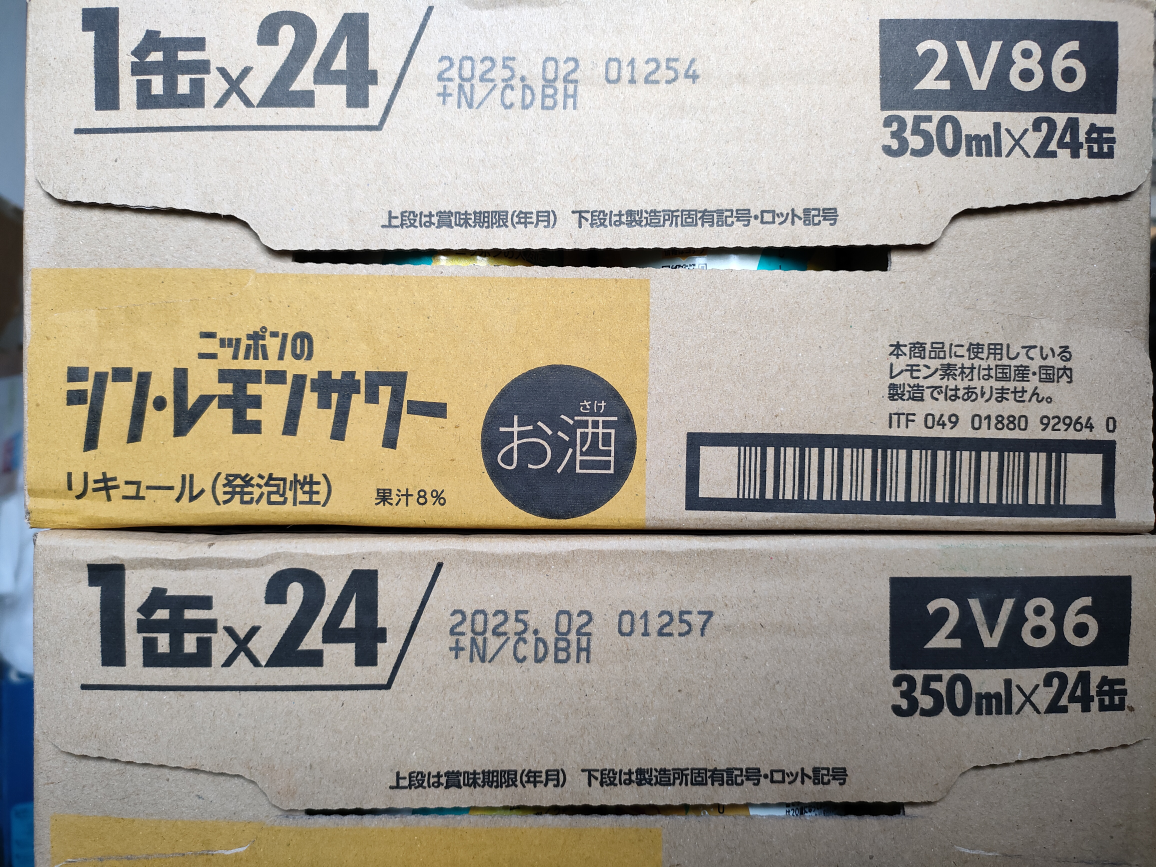 1缶x24
2025.02 01254
+N/CDBH
2V86
350ml×24缶
上段は賞味期限(年月) 下段は製造所固有記号・ロット記号
ニッポンの
シン・レモンサワー
リキュール(発泡性) 果汁8%
さけ
お酒
本商品に使用している
レモン素材は国産・国内
製造ではありません。
ITF 049 01880 92964 0
1缶x24
2025.02 01257
+N/CDBH
2V86
350ml×24缶
上段は賞味期限(年月) 下段は製造所固有記号・ロット記号